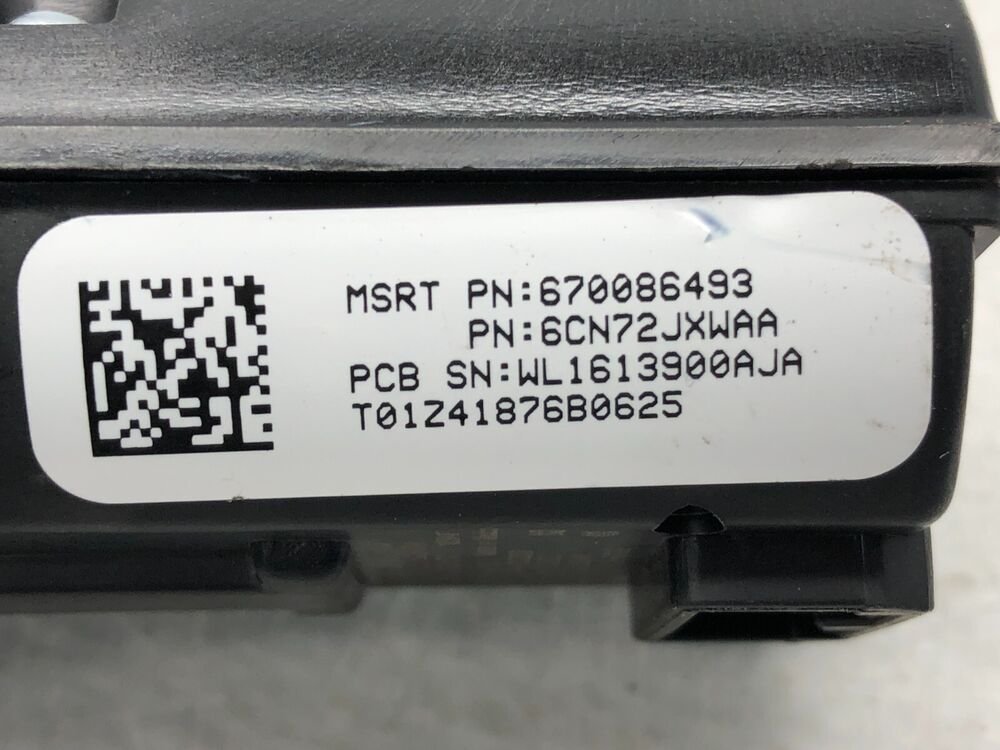 MSRT PN:670086493
PN:6CN72JXWAA
PCB SN:WL1613900AJA
T01Z41876B0625